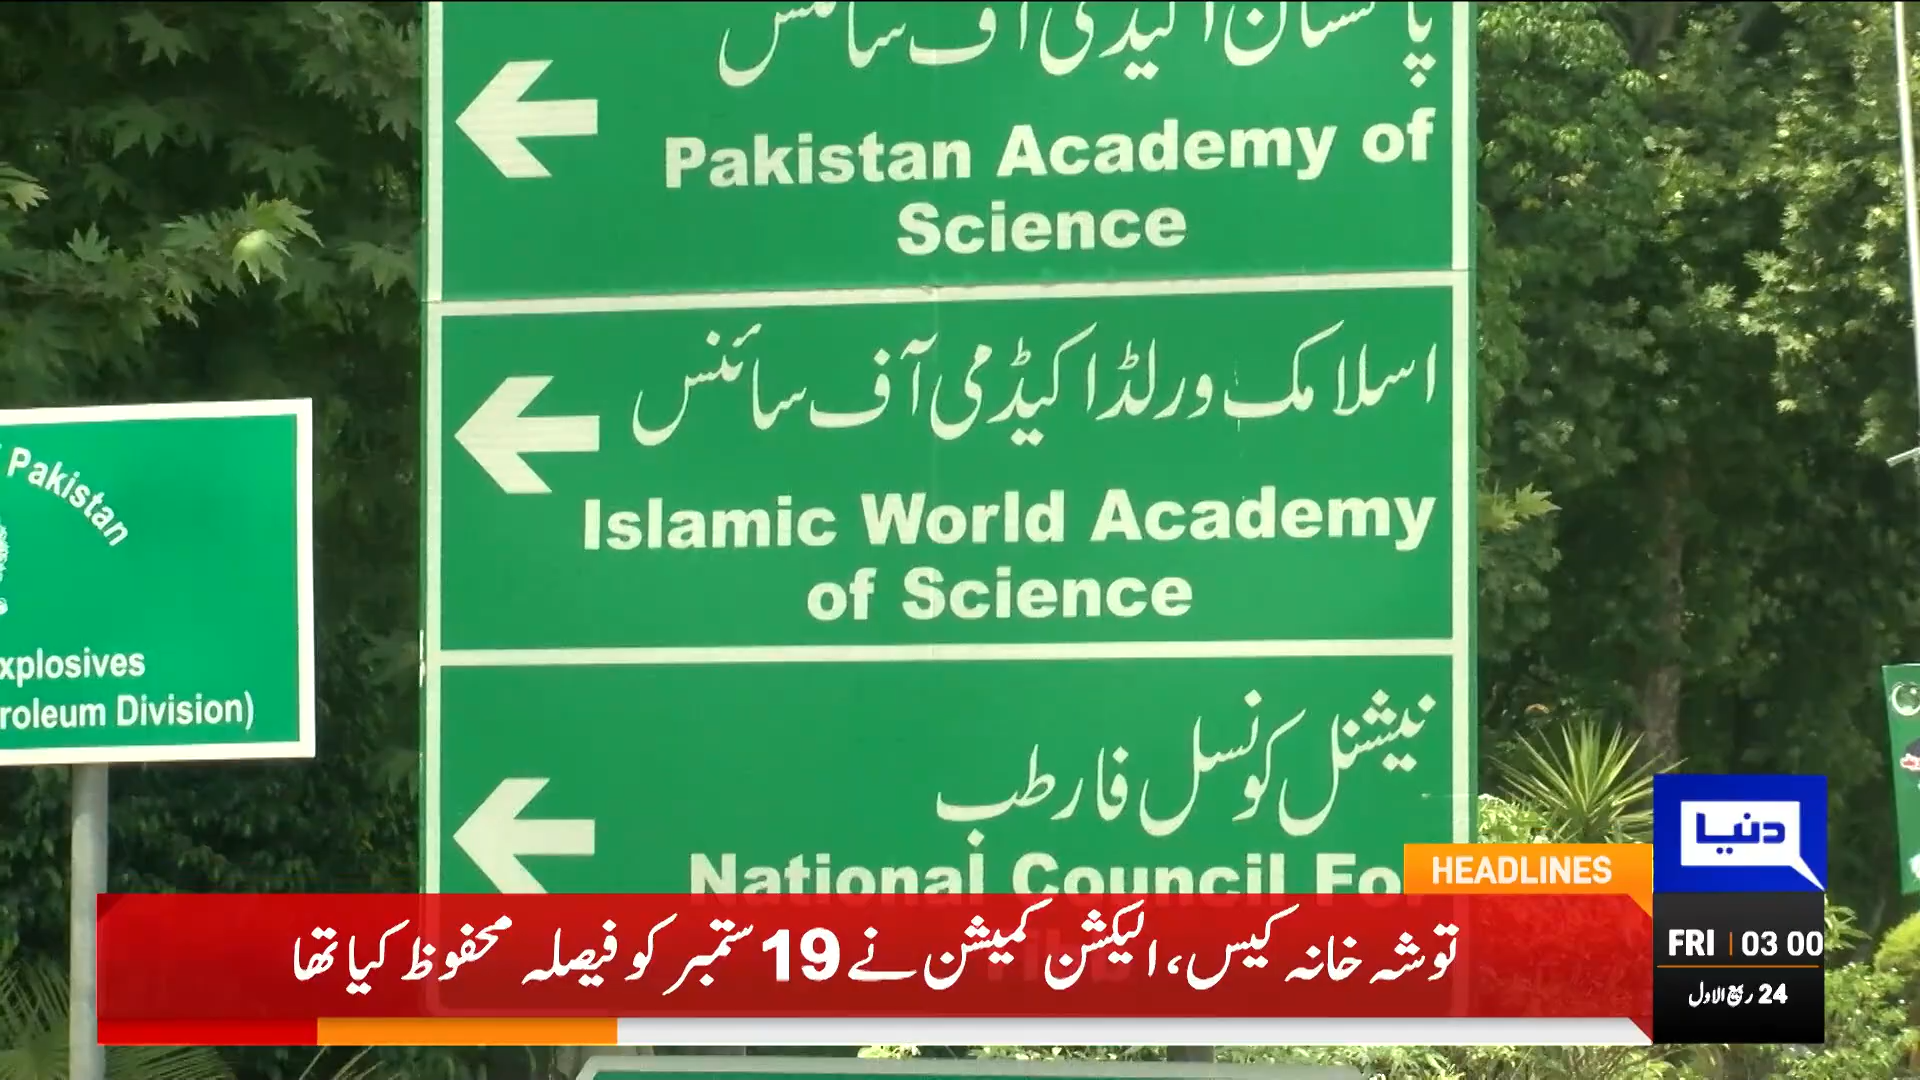 پاکستان اکیڈمی آف سائنس
Pakistan Academy of
Science
اسلامک ورلڈ اکیڈمی آف سائنس
Islamic World Academy
of Science
نیشنل کونسل فار طب
National Council For
Pakistan
xplosives
roleum Division)
HEADLINES
توشہ خانہ کیس، الیکشن کمیشن نے 19 ستمبر کو فیصلہ محفوظ کیا تھا
دنیا
FRI 03 00
24 ربیع الاول